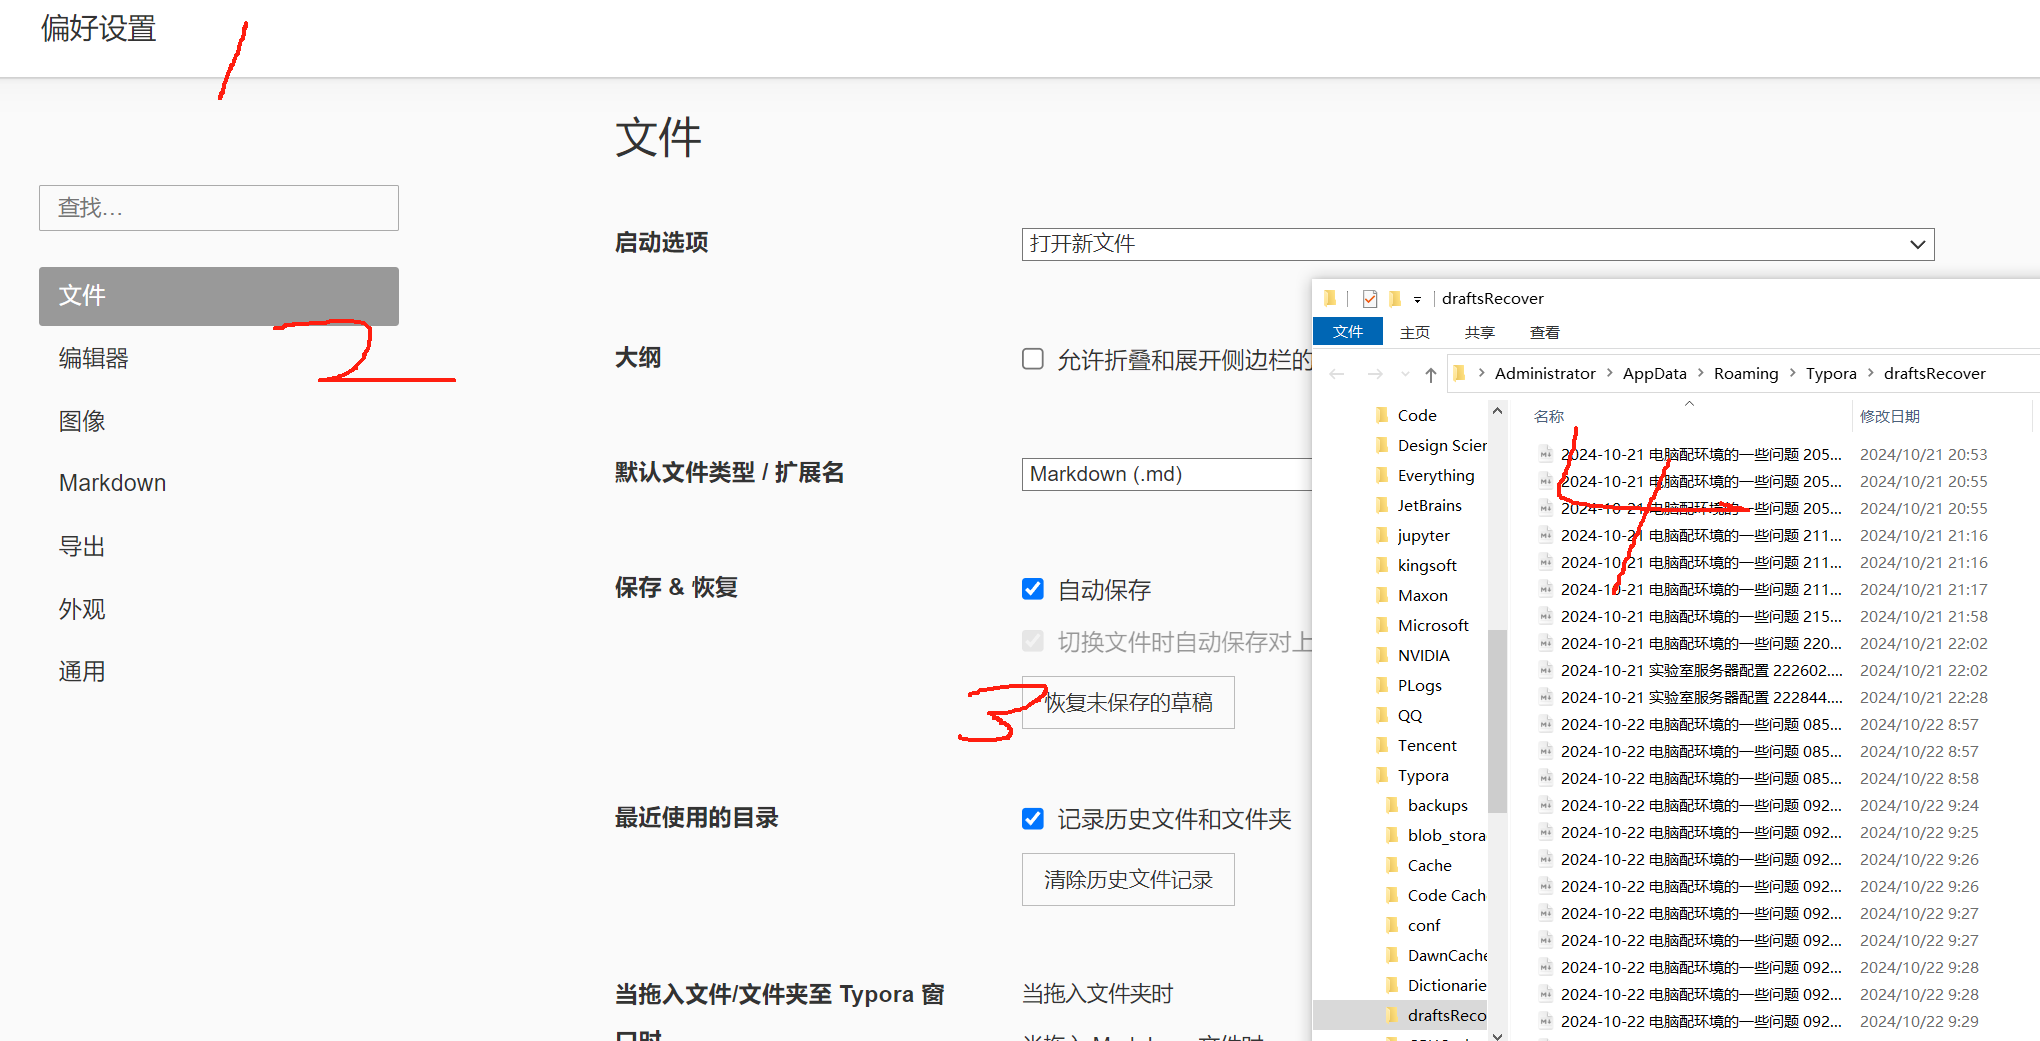 偏好设置
1
查找...
文件
2
编辑器
图像
Markdown
导出
外观
通用
文件
启动选项
打开新文件
大纲
允许折叠和展开侧边栏的
默认文件类型 / 扩展名
Markdown (.md)
保存 & 恢复
自动保存
切换文件时自动保存对上
3
恢复未保存的草稿
最近使用的目录
记录历史文件和文件夹
清除历史文件记录
当拖入文件/文件夹至 Typora 窗
口时
当拖入文件夹时
draftsRecover
文件 主页 共享 查看
Administrator > AppData > Roaming > Typora > draftsRecover
Code
Design Scien
Everything
JetBrains
jupyter
kingsoft
Maxon
Microsoft
NVIDIA
PLogs
QQ
Tencent
Typora
backups
blob_stora
Cache
Code Cach
conf
DawnCache
Dictionarie
draftsReco
名称 修改日期
4
2024-10-21 电脑配环境的一些问题 205... 2024/10/21 20:53
2024-10-21 电脑配环境的一些问题 205... 2024/10/21 20:55
2024-10-21 电脑配环境的一些问题 205... 2024/10/21 20:55
2024-10-21 电脑配环境的一些问题 211... 2024/10/21 21:16
2024-10-21 电脑配环境的一些问题 211... 2024/10/21 21:16
2024-10-21 电脑配环境的一些问题 211... 2024/10/21 21:17
2024-10-21 电脑配环境的一些问题 215... 2024/10/21 21:58
2024-10-21 电脑配环境的一些问题 220... 2024/10/21 22:02
2024-10-21 实验室服务器配置 222602.... 2024/10/21 22:02
2024-10-21 实验室服务器配置 222844.... 2024/10/21 22:28
2024-10-22 电脑配环境的一些问题 085... 2024/10/22 8:57
2024-10-22 电脑配环境的一些问题 085... 2024/10/22 8:57
2024-10-22 电脑配环境的一些问题 085... 2024/10/22 8:58
2024-10-22 电脑配环境的一些问题 092... 2024/10/22 9:24
2024-10-22 电脑配环境的一些问题 092... 2024/10/22 9:25
2024-10-22 电脑配环境的一些问题 092... 2024/10/22 9:26
2024-10-22 电脑配环境的一些问题 092... 2024/10/22 9:26
2024-10-22 电脑配环境的一些问题 092... 2024/10/22 9:27
2024-10-22 电脑配环境的一些问题 092... 2024/10/22 9:27
2024-10-22 电脑配环境的一些问题 092... 2024/10/22 9:28
2024-10-22 电脑配环境的一些问题 092... 2024/10/22 9:28
2024-10-22 电脑配环境的一些问题 092... 2024/10/22 9:29